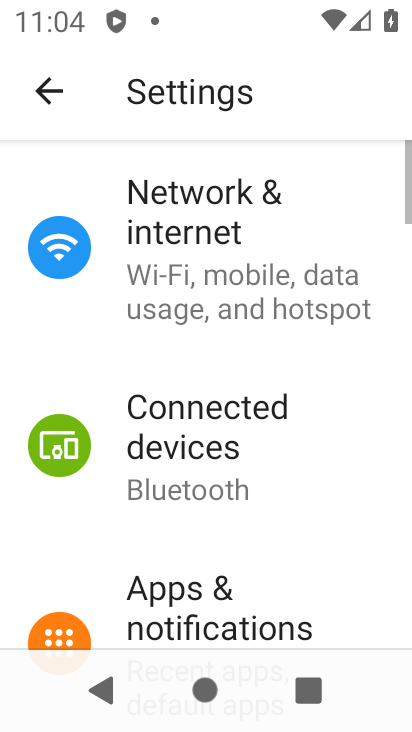 11:04
Settings
Network &
internet
Wi-Fi, mobile, data
usage, and hotspot
Connected
devices
Bluetooth
Apps &
notifications
Recent apps,
default apps